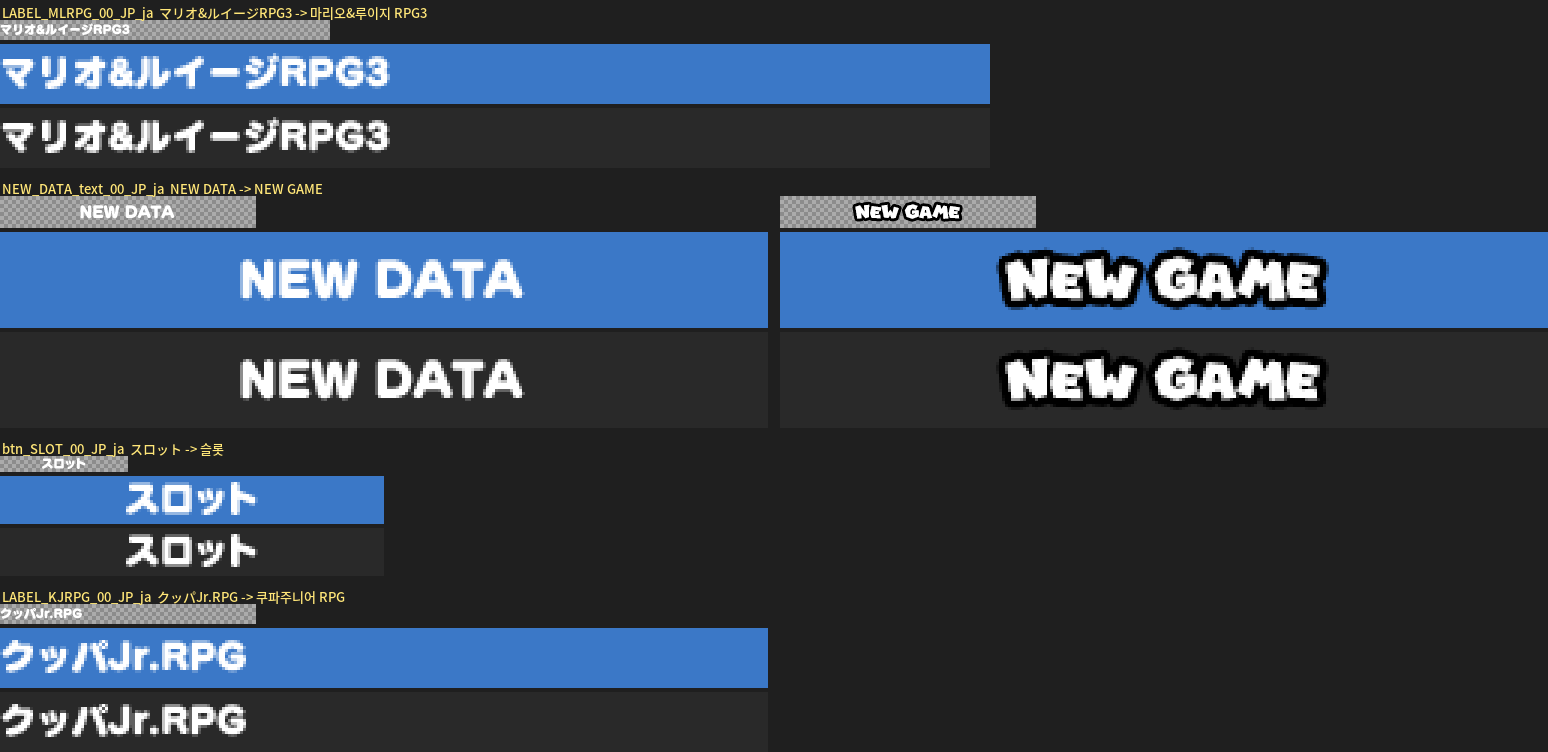 LABEL_MLRPG_00_JP_ja マリオ&ルイージRPG3 -> 마리오&루이지 RPG3
マリオ&ルイージRPG3
マリオ&ルイージRPG3
マリオ&ルイージRPG3
NEW_DATA_text_00_JP_ja NEW DATA -> NEW GAME
NEW DATA
NEW GAME
NEW DATA
NEW GAME
NEW DATA
NEW GAME
btn_SLOT_00_JP_ja スロット -> 슬롯
スロット
スロット
スロット
LABEL_KJRPG_00_JP_ja クッパJr.RPG -> 쿠파주니어 RPG
クッパJr.RPG
クッパJr.RPG
クッパJr.RPG